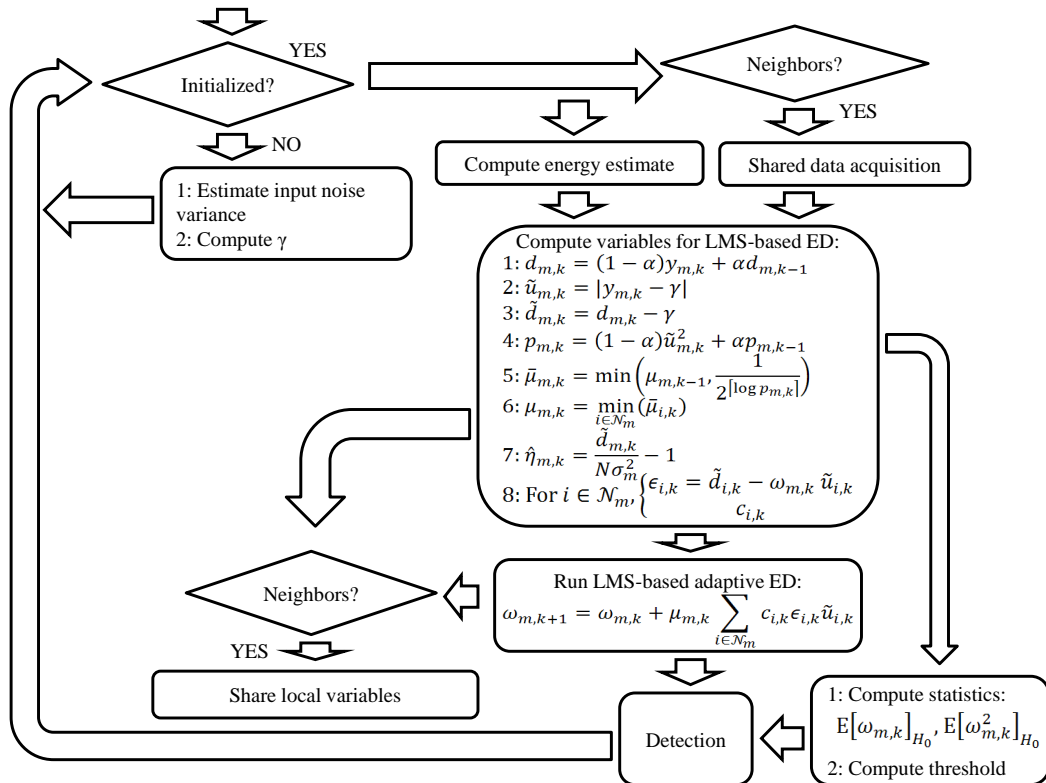 YES
Initialized?
Neighbors?
NO
YES
Compute energy estimate
Shared data acquisition
1: Estimate input noise
variance
2: Compute γ
Compute variables for LMS-based ED:
1: d_{m,k} = (1 − α)y_{m,k} + αd_{m,k−1}
2: ũ_{m,k} = |y_{m,k} − γ|
3: d̃_{m,k} = d_{m,k} − γ
4: p_{m,k} = (1 − α)ũ²_{m,k} + αp_{m,k−1}
5: μ̄_{m,k} = min(μ_{m,k−1}, 1/2^{⌈log p_{m,k}⌉})
6: μ_{m,k} = min_{i∈𝒩_m}(μ̄_{i,k})
7: η̂_{m,k} = d̃_{m,k}/(Nσ²_m) − 1
8: For i ∈ 𝒩_m, {ϵ_{i,k} = d̃_{i,k} − ω_{m,k} ũ_{i,k}
c_{i,k}
Neighbors?
Run LMS-based adaptive ED:
ω_{m,k+1} = ω_{m,k} + μ_{m,k} ∑_{i∈𝒩_m} c_{i,k}ϵ_{i,k}ũ_{i,k}
YES
Share local variables
Detection
1: Compute statistics:
E[ω_{m,k}]_{H_0}, E[ω²_{m,k}]_{H_0}
2: Compute threshold